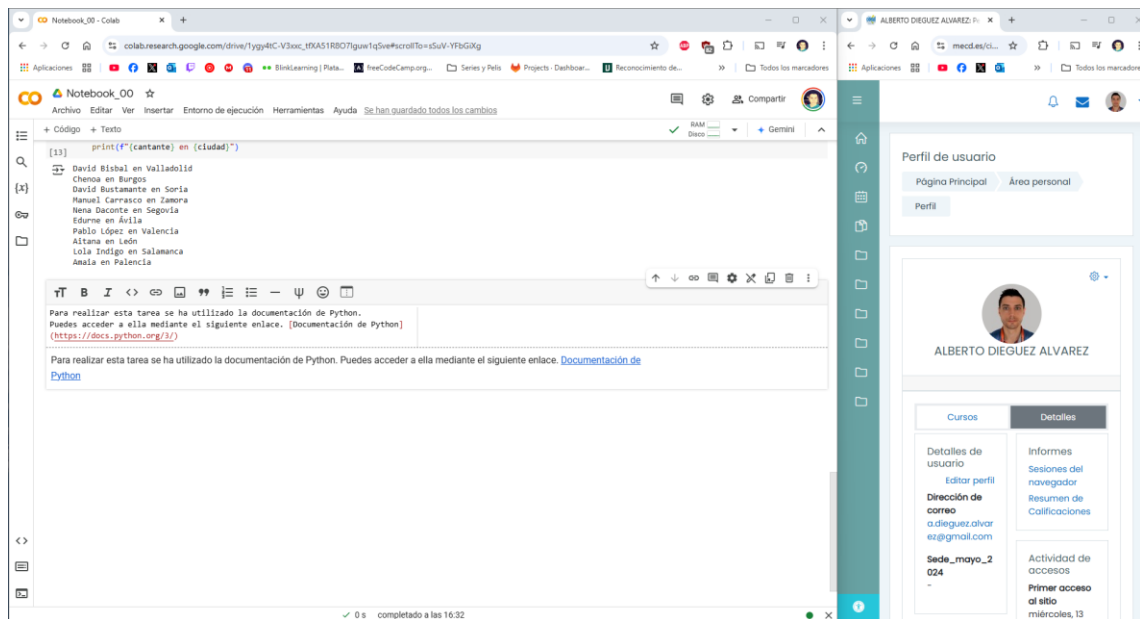 Notebook_00 - Colab
colab.research.google.com/drive/1ygy4tC-V3xxc_tfXA51R8O7Iguw1qSve#scrollTo=sSuV-YFbGiXg
Aplicaciones
BlinkLearning | Plata...
freeCodeCamp.org...
Series y Pelis
Projects · Dashboar...
Reconocimiento de...
Todos los marcadores
Notebook_00
Archivo Editar Ver Insertar Entorno de ejecución Herramientas Ayuda Se han guardado todos los cambios
Compartir
+ Código + Texto
RAM
Disco
Gemini
[13]
print(f"{cantante} en {ciudad}")
David Bisbal en Valladolid
Chenoa en Burgos
David Bustamante en Soria
Manuel Carrasco en Zamora
Nena Daconte en Segovia
Edurne en Ávila
Pablo López en Valencia
Aitana en León
Lola Indigo en Salamanca
Amaia en Palencia
Para realizar esta tarea se ha utilizado la documentación de Python.
Puedes acceder a ella mediante el siguiente enlace. [Documentación de Python]
(https://docs.python.org/3/)
Para realizar esta tarea se ha utilizado la documentación de Python. Puedes acceder a ella mediante el siguiente enlace. Documentación de
Python
0 s completado a las 16:32
ALBERTO DIEGUEZ ALVAREZ:
mecd.es/ci...
Aplicaciones
Todos los marcadores
Perfil de usuario
Página Principal
Área personal
Perfil
ALBERTO DIEGUEZ ALVAREZ
Cursos
Detalles
Detalles de
usuario
Editar perfil
Dirección de
correo
a.dieguez.alvar
ez@gmail.com
Sede_mayo_2
024
-
Informes
Sesiones del
navegador
Resumen de
Calificaciones
Actividad de
accesos
Primer acceso
al sitio
miércoles, 13